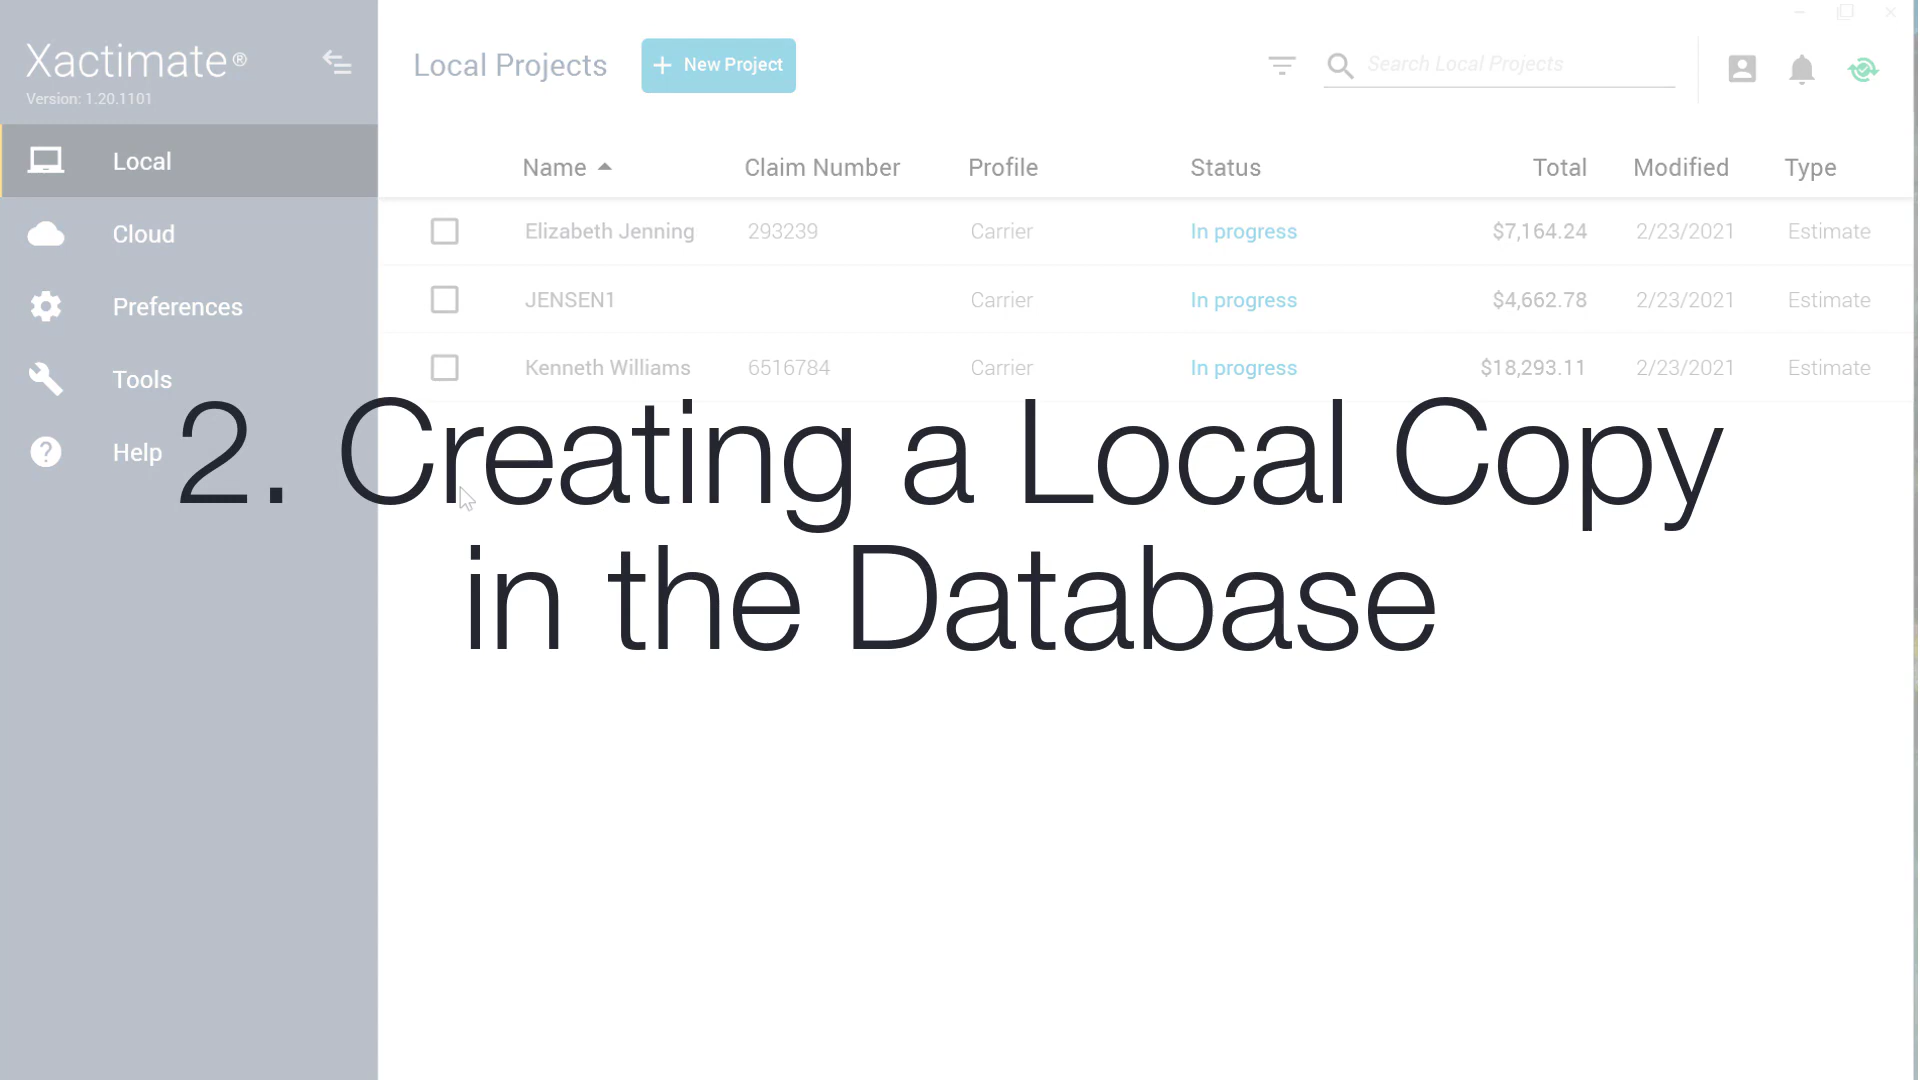 Xactimate®
Version: 1.20.1101
Local
Cloud
Preferences
Tools
Help
Local Projects
+ New Project
Search Local Projects
Name Claim Number Profile Status Total Modified Type
Elizabeth Jenning 293239 Carrier In progress $7,164.24 2/23/2021 Estimate
JENSEN1 Carrier In progress $4,662.78 2/23/2021 Estimate
Kenneth Williams 6516784 Carrier In progress $18,293.11 2/23/2021 Estimate
2. Creating a Local Copy
in the Database